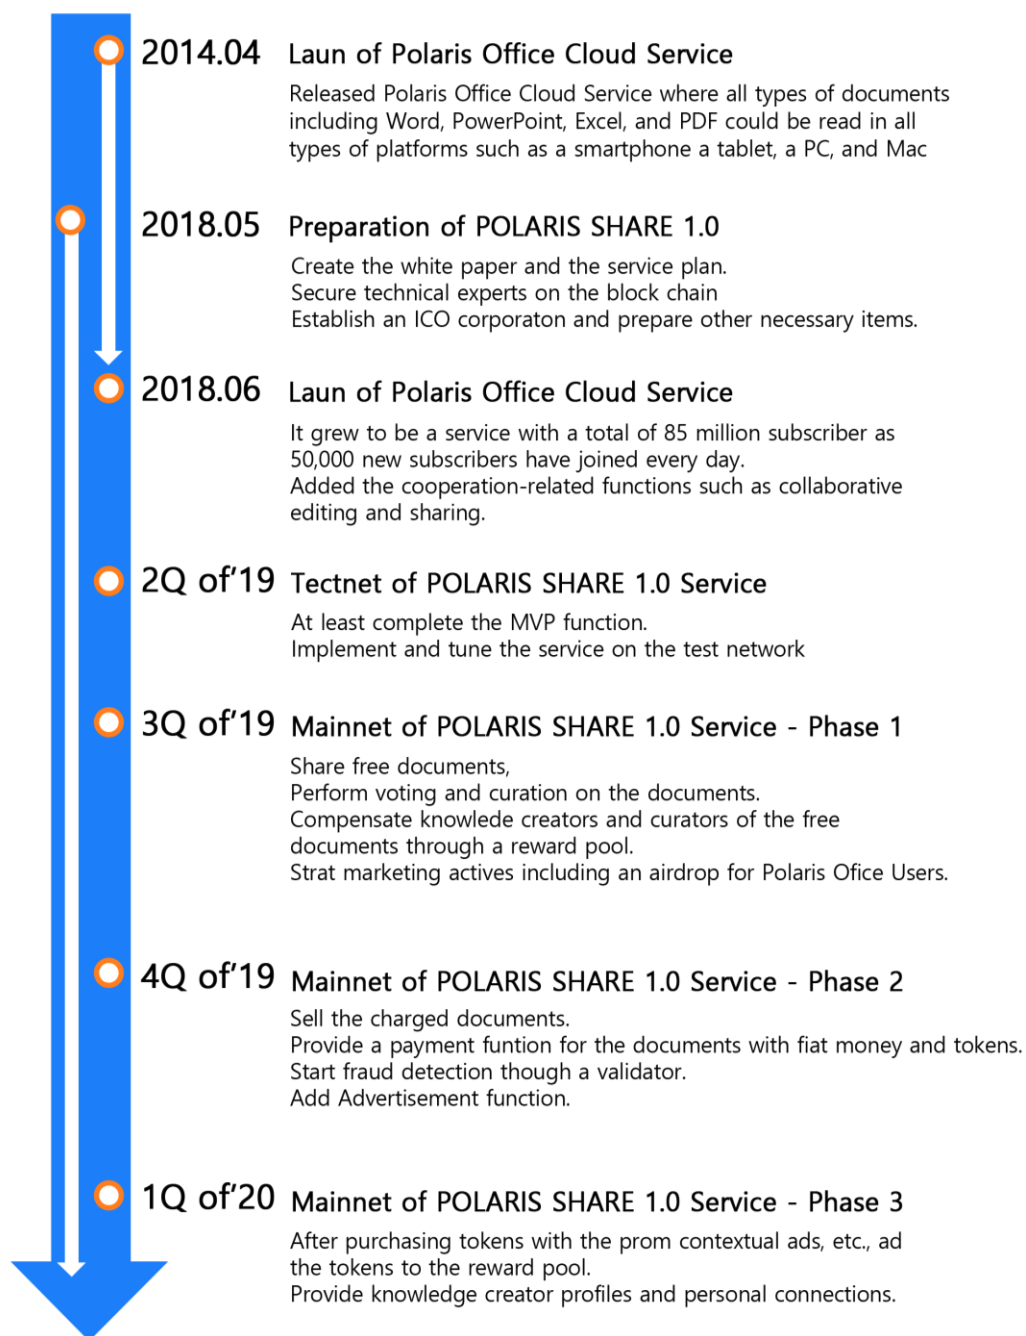 2014.04 Laun of Polaris Office Cloud Service
Released Polaris Office Cloud Service where all types of documents
including Word, PowerPoint, Excel, and PDF could be read in all
types of platforms such as a smartphone a tablet, a PC, and Mac
2018.05 Preparation of POLARIS SHARE 1.0
Create the white paper and the service plan.
Secure technical experts on the block chain
Establish an ICO corporaton and prepare other necessary items.
2018.06 Laun of Polaris Office Cloud Service
It grew to be a service with a total of 85 million subscriber as
50,000 new subscribers have joined every day.
Added the cooperation-related functions such as collaborative
editing and sharing.
2Q of'19 Tectnet of POLARIS SHARE 1.0 Service
At least complete the MVP function.
Implement and tune the service on the test network
3Q of'19 Mainnet of POLARIS SHARE 1.0 Service - Phase 1
Share free documents,
Perform voting and curation on the documents.
Compensate knowlede creators and curators of the free
documents through a reward pool.
Strat marketing actives including an airdrop for Polaris Ofice Users.
4Q of'19 Mainnet of POLARIS SHARE 1.0 Service - Phase 2
Sell the charged documents.
Provide a payment funtion for the documents with fiat money and tokens.
Start fraud detection though a validator.
Add Advertisement function.
1Q of'20 Mainnet of POLARIS SHARE 1.0 Service - Phase 3
After purchasing tokens with the prom contextual ads, etc., ad
the tokens to the reward pool.
Provide knowledge creator profiles and personal connections.